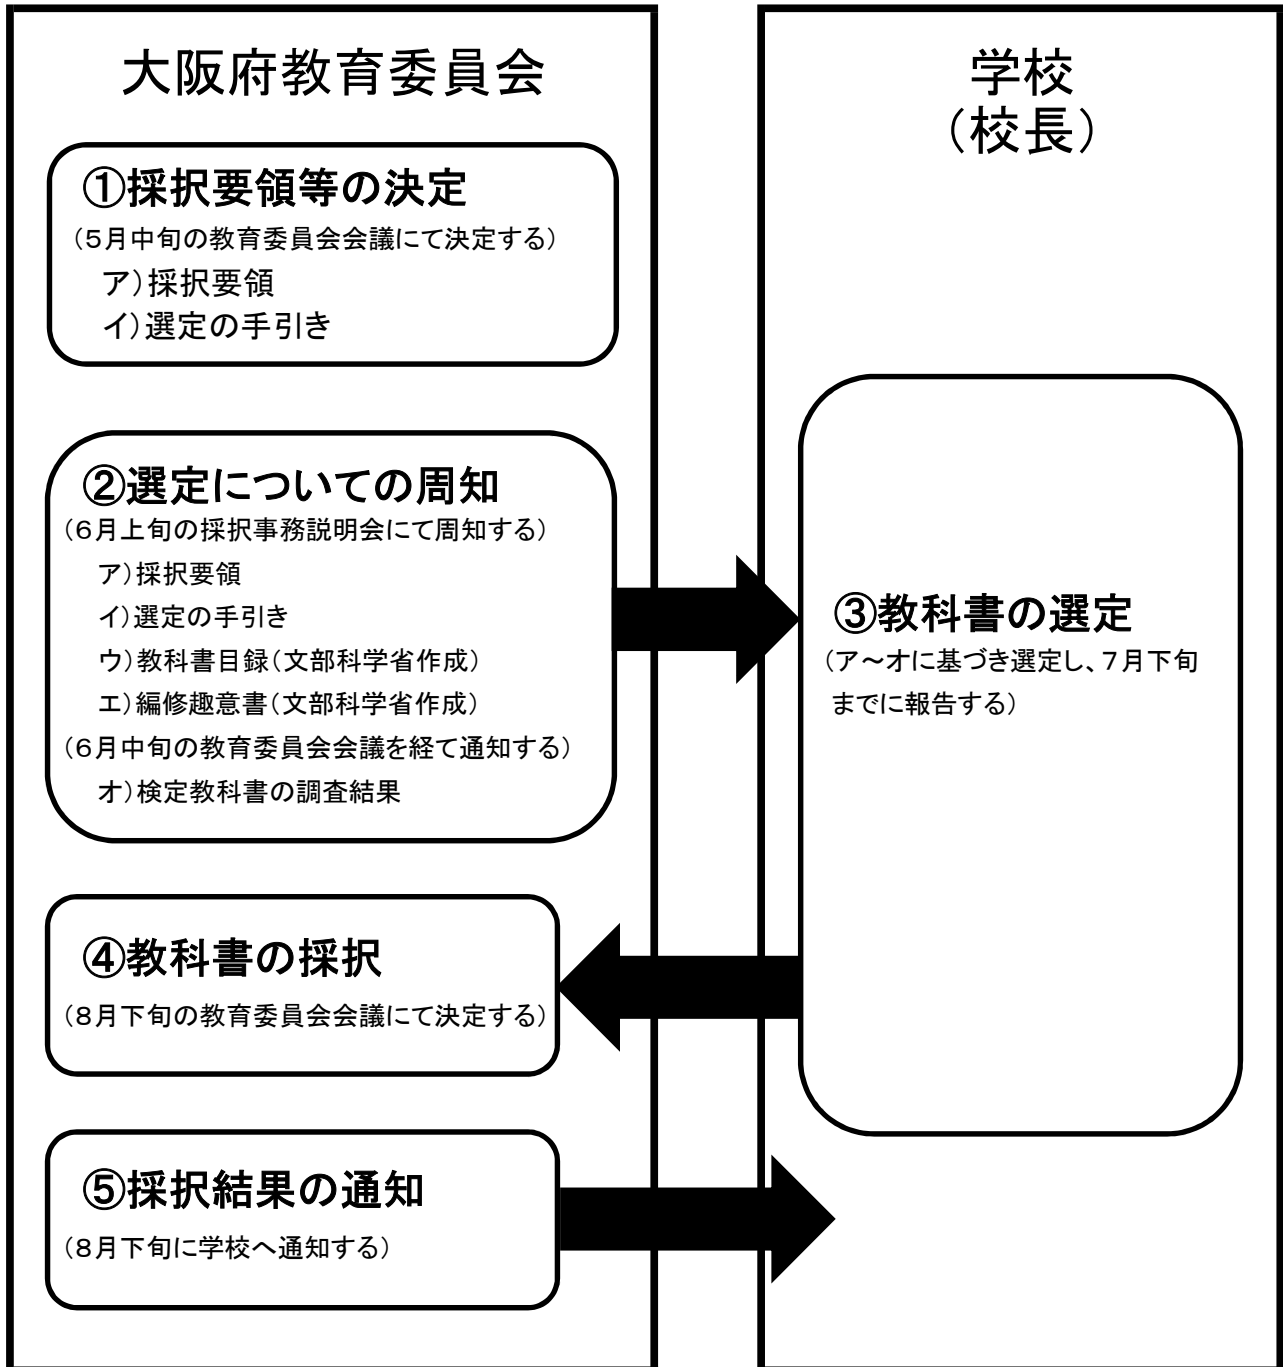 大阪府教育委員会
①採択要領等の決定
(5月中旬の教育委員会会議にて決定する)
ア)採択要領
イ)選定の手引き
②選定についての周知
(6月上旬の採択事務説明会にて周知する)
ア)採択要領
イ)選定の手引き
ウ)教科書目録(文部科学省作成)
エ)編修趣意書(文部科学省作成)
(6月中旬の教育委員会会議を経て通知する)
オ)検定教科書の調査結果
④教科書の採択
(8月下旬の教育委員会会議にて決定する)
⑤採択結果の通知
(8月下旬に学校へ通知する)
学校
(校長)
③教科書の選定
(ア~オに基づき選定し、7月下旬
までに報告する)